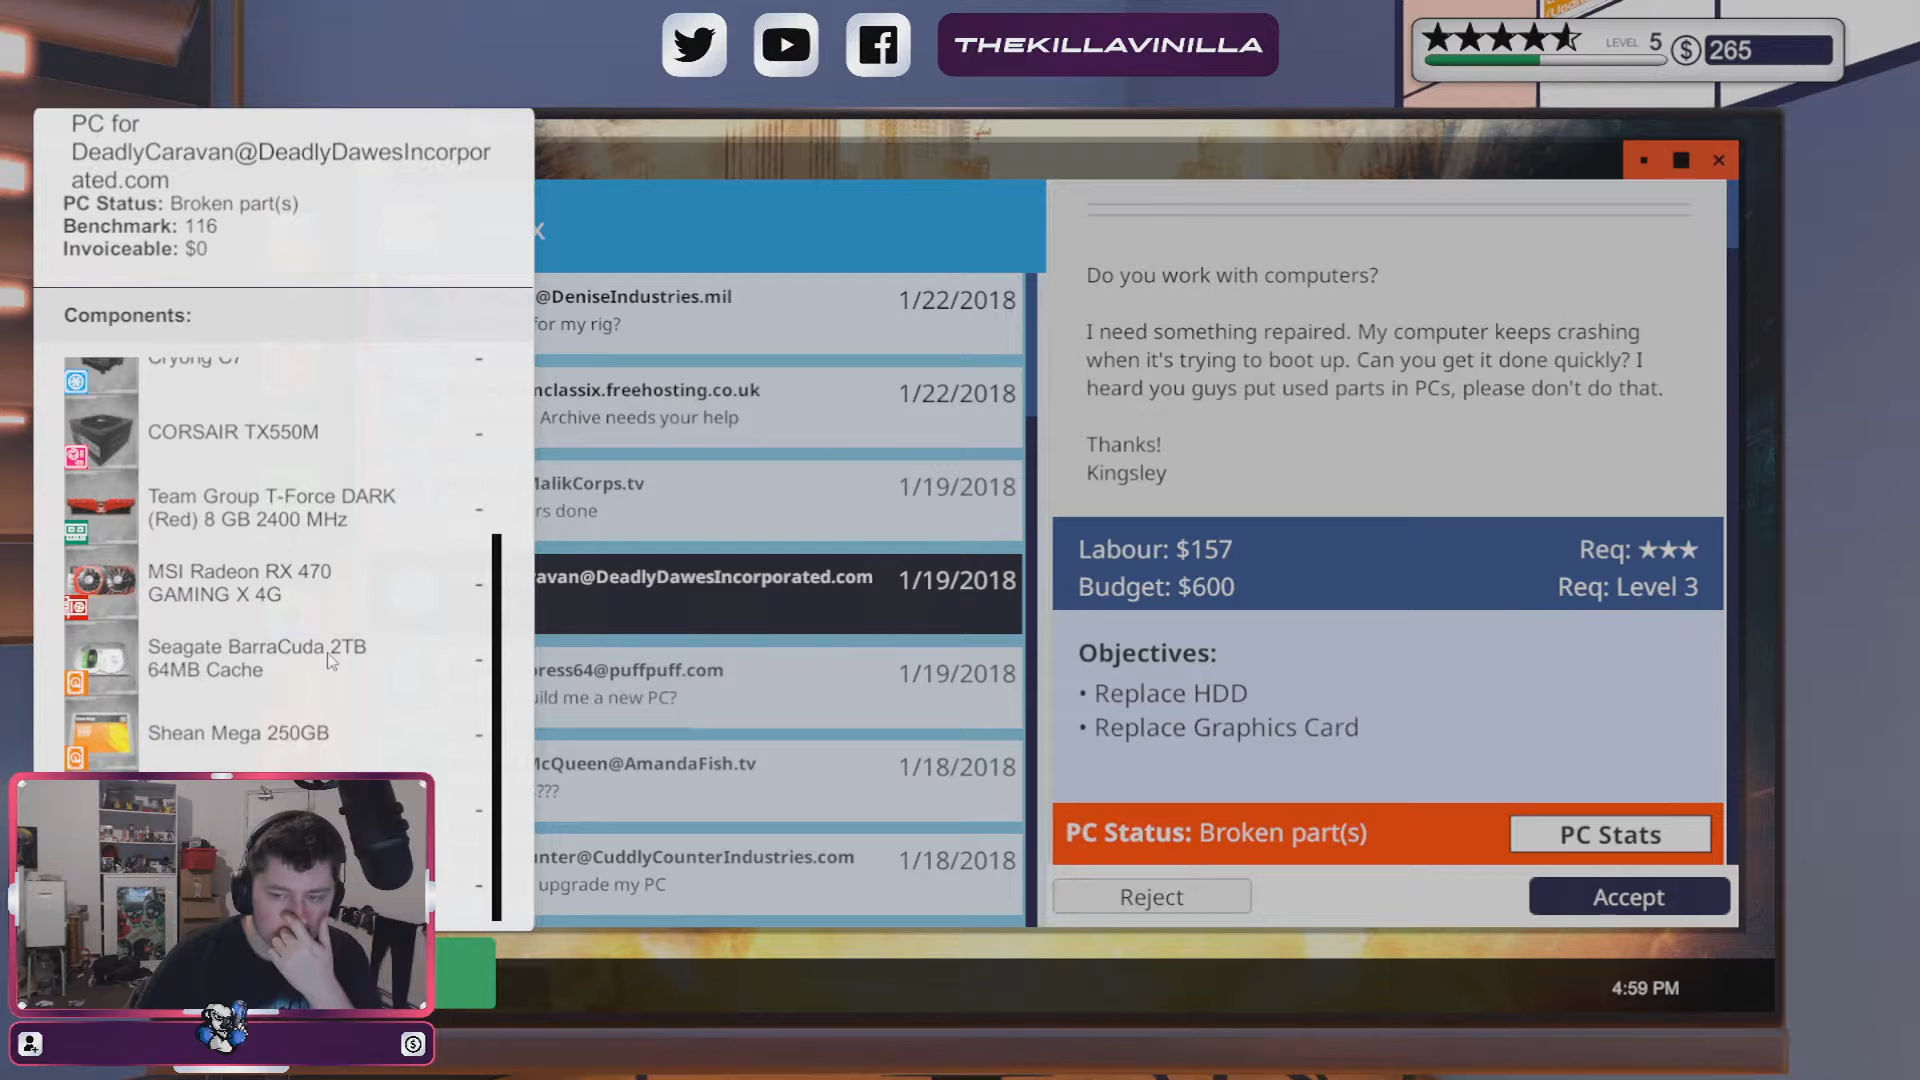 THEKILLAVINILLA
LEVEL 5
265
PC for
DeadlyCaravan@DeadlyDawesIncorpor
ated.com
PC Status: Broken part(s)
Benchmark: 116
Invoiceable: $0
Components:
Cryong C7
-
CORSAIR TX550M
-
Team Group T-Force DARK
(Red) 8 GB 2400 MHz
-
MSI Radeon RX 470
GAMING X 4G
-
Seagate BarraCuda 2TB
64MB Cache
-
Shean Mega 250GB
-
-
-
x
@DeniseIndustries.mil
1/22/2018
for my rig?
nclassix.freehosting.co.uk
1/22/2018
Archive needs your help
MalikCorps.tv
1/19/2018
rs done
avan@DeadlyDawesIncorporated.com
1/19/2018
press64@puffpuff.com
1/19/2018
uild me a new PC?
McQueen@AmandaFish.tv
1/18/2018
???
unter@CuddlyCounterIndustries.com
1/18/2018
upgrade my PC
Do you work with computers?
I need something repaired. My computer keeps crashing
when it's trying to boot up. Can you get it done quickly? I
heard you guys put used parts in PCs, please don't do that.
Thanks!
Kingsley
Labour: $157
Req: ★★★
Budget: $600
Req: Level 3
Objectives:
• Replace HDD
• Replace Graphics Card
PC Status: Broken part(s)
PC Stats
Reject
Accept
4:59 PM